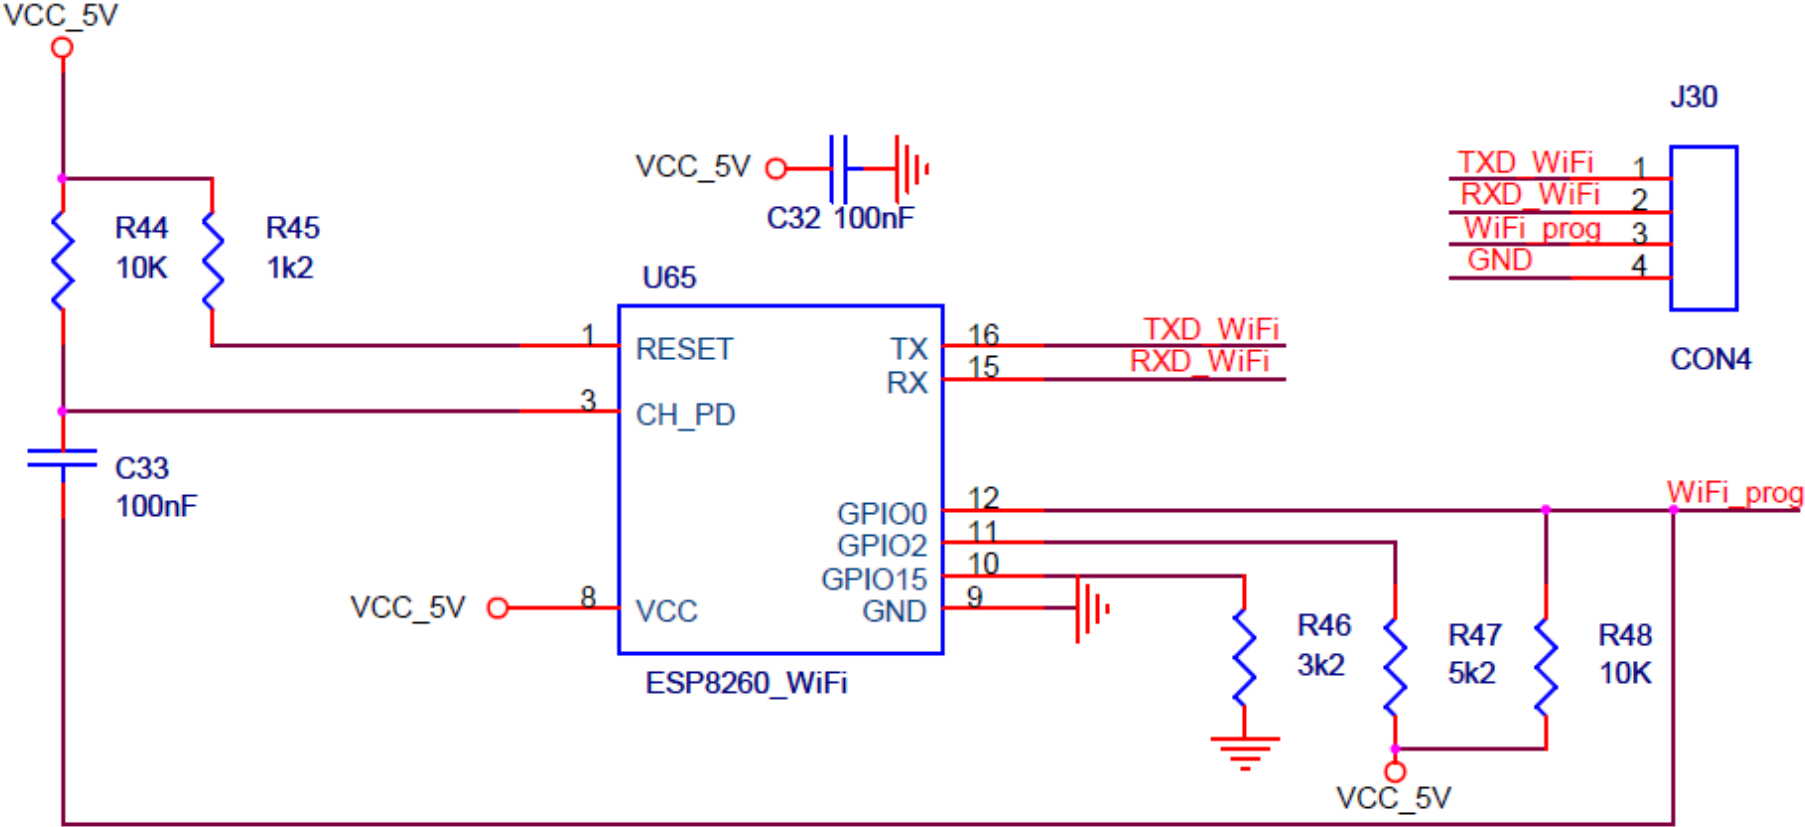 VCC_5V
J30
VCC_5V
C32 100nF
TXD_WiFi 1
RXD_WiFi 2
WiFi_prog 3
GND 4
CON4
R44
10K
R45
1k2
U65
1 RESET
3 CH_PD
8 VCC
VCC_5V
TX 16 TXD_WiFi
RX 15 RXD_WiFi
GPIO0 12 WiFi_prog
GPIO2 11
GPIO15 10
GND 9
ESP8260_WiFi
C33
100nF
R46
3k2
R47
5k2
R48
10K
VCC_5V